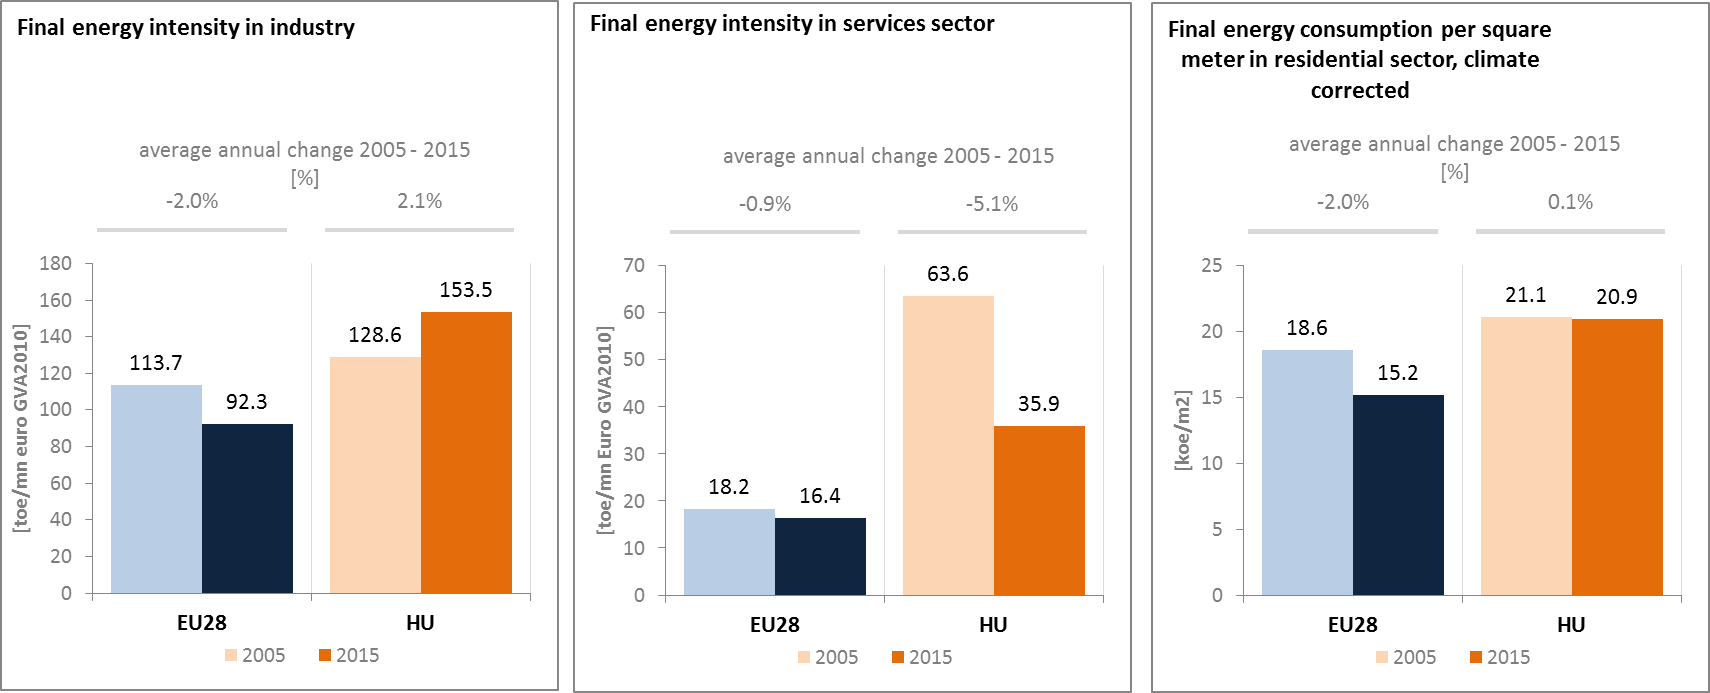 Final energy intensity in industry
average annual change 2005 - 2015
[%]
-2.0%
2.1%
[toe/mn euro GVA2010]
180
160
140
120
100
80
60
40
20
0
113.7
92.3
128.6
153.5
EU28
HU
2005
2015
Final energy intensity in services sector
average annual change 2005 - 2015
-0.9%
-5.1%
[toe/mn Euro GVA2010]
70
60
50
40
30
20
10
0
18.2
16.4
63.6
35.9
EU28
HU
2005
2015
Final energy consumption per square
meter in residential sector, climate
corrected
average annual change 2005 - 2015
[%]
-2.0%
0.1%
[koe/m2]
25
20
15
10
5
0
18.6
15.2
21.1
20.9
EU28
HU
2005
2015